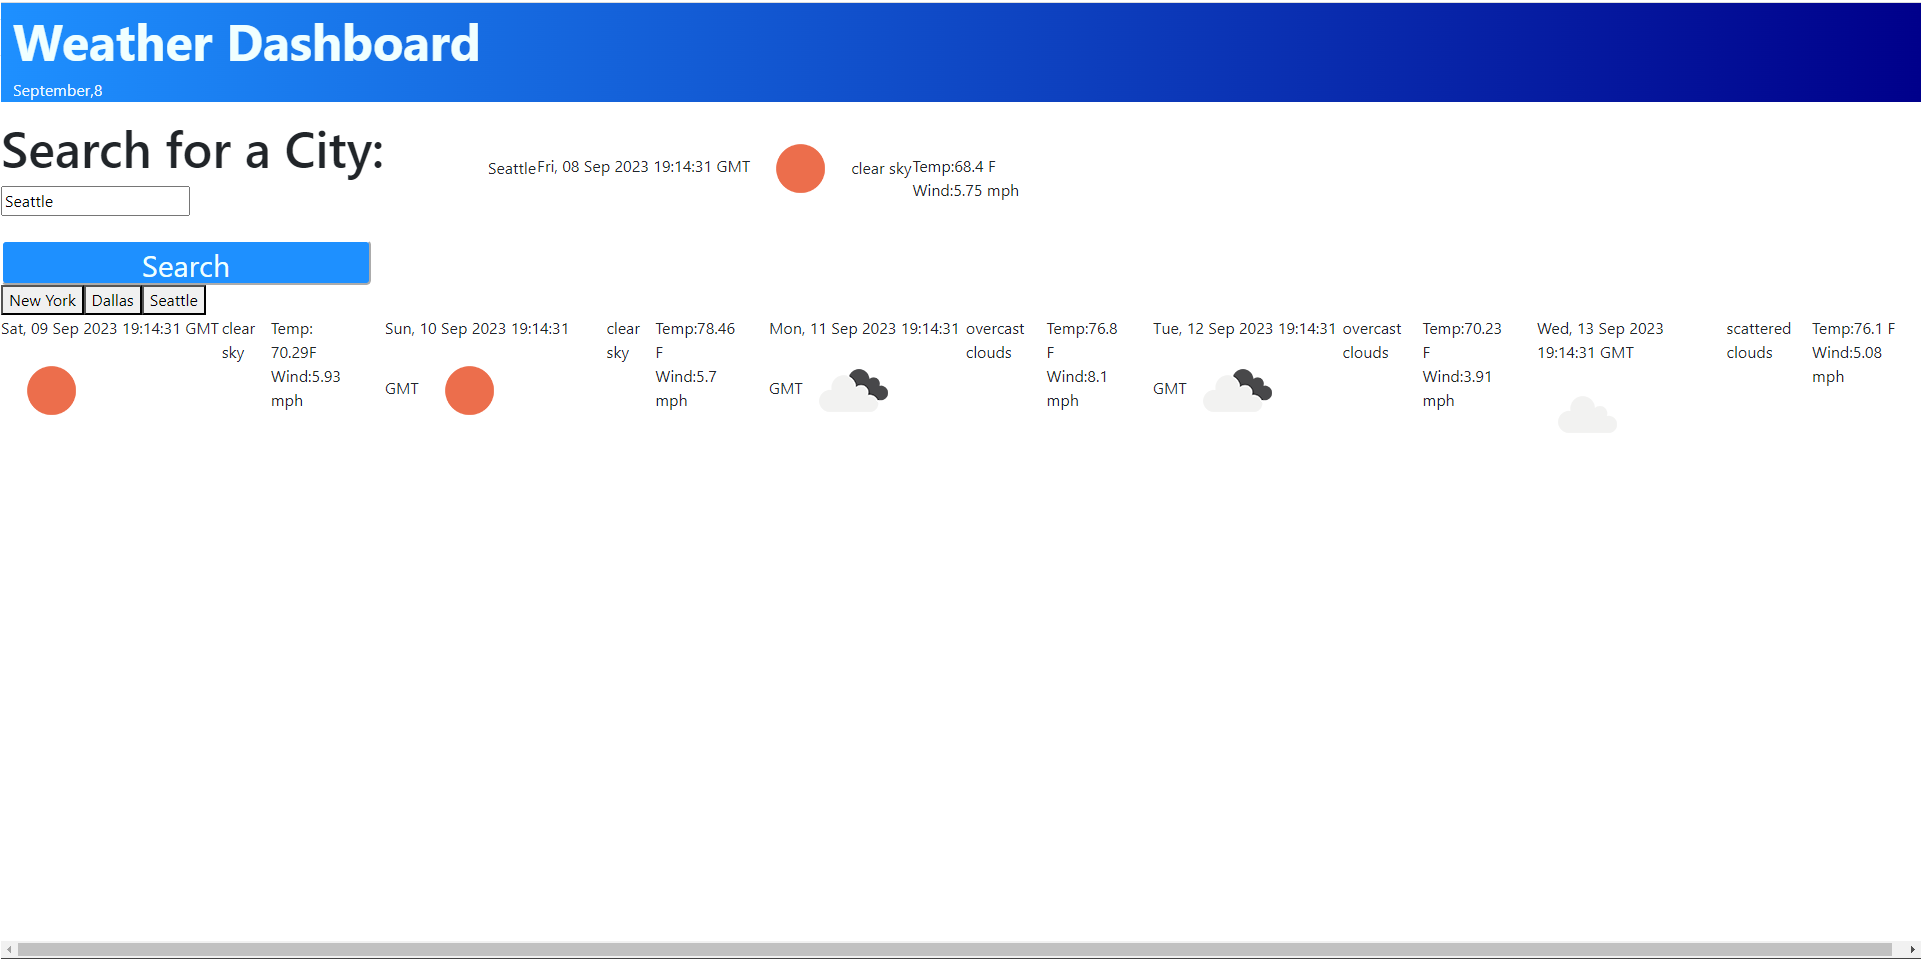 Weather Dashboard
September,8
Search for a City:
Seattle
Search
New York
Dallas
Seattle
Seattle
Fri, 08 Sep 2023 19:14:31 GMT
clear sky
Temp:68.4 F
Wind:5.75 mph
Sat, 09 Sep 2023 19:14:31 GMT
clear
sky
Temp:
70.29F
Wind:5.93
mph
Sun, 10 Sep 2023 19:14:31
GMT
clear
sky
Temp:78.46
F
Wind:5.7
mph
Mon, 11 Sep 2023 19:14:31
GMT
overcast
clouds
Temp:76.8
F
Wind:8.1
mph
Tue, 12 Sep 2023 19:14:31
GMT
overcast
clouds
Temp:70.23
F
Wind:3.91
mph
Wed, 13 Sep 2023
19:14:31 GMT
scattered
clouds
Temp:76.1 F
Wind:5.08
mph